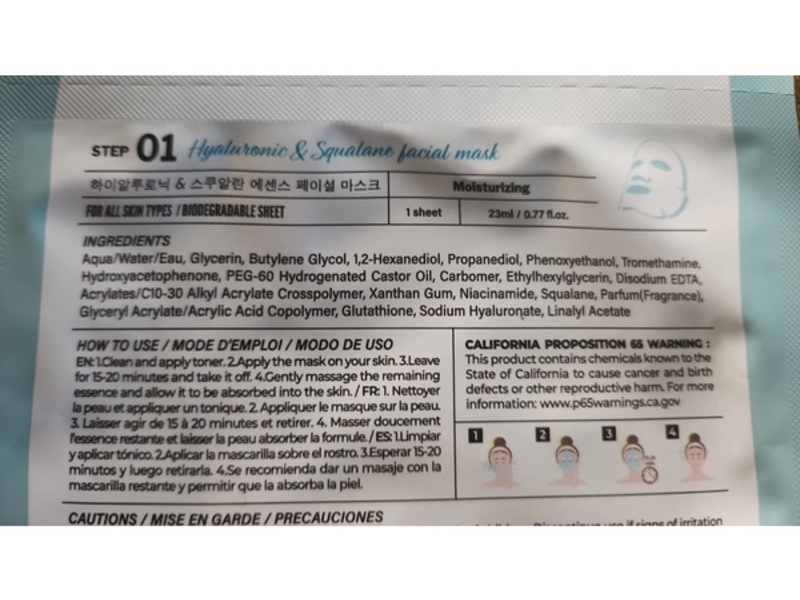 STEP 01 Hyaluronic & Squalane facial mask
하이알루로닉 & 스쿠알란 에센스 페이셜 마스크
Moisturizing
FOR ALL SKIN TYPES / BIODEGRADABLE SHEET
1 sheet
23ml / 0.77 fl.oz.
INGREDIENTS
Aqua/Water/Eau, Glycerin, Butylene Glycol, 1,2-Hexanediol, Propanediol, Phenoxyethanol, Tromethamine,
Hydroxyacetophenone, PEG-60 Hydrogenated Castor Oil, Carbomer, Ethylhexylglycerin, Disodium EDTA,
Acrylates/C10-30 Alkyl Acrylate Crosspolymer, Xanthan Gum, Niacinamide, Squalane, Parfum(Fragrance),
Glyceryl Acrylate/Acrylic Acid Copolymer, Glutathione, Sodium Hyaluronate, Linalyl Acetate
HOW TO USE / MODE D'EMPLOI / MODO DE USO
EN: 1.Clean and apply toner. 2.Apply the mask on your skin. 3.Leave
for 15-20 minutes and take it off. 4.Gently massage the remaining
essence and allow it to be absorbed into the skin. / FR: 1. Nettoyer
la peau et appliquer un tonique. 2. Appliquer le masque sur la peau.
3. Laisser agir de 15 à 20 minutes et retirer. 4. Masser doucement
l'essence restante et laisser la peau absorber la formule. / ES: 1.Limpiar
y aplicar tónico. 2.Aplicar la mascarilla sobre el rostro. 3.Esperar 15-20
minutos y luego retirarla. 4.Se recomienda dar un masaje con la
mascarilla restante y permitir que la absorba la piel.
CALIFORNIA PROPOSITION 65 WARNING :
This product contains chemicals known to the
State of California to cause cancer and birth
defects or other reproductive harm. For more
information: www.p65warnings.ca.gov
1 2 3 4
CAUTIONS / MISE EN GARDE / PRECAUCIONES
Discontinue use if signs of irritation